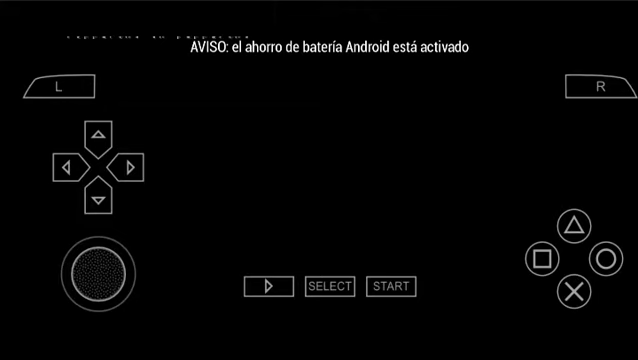 AVISO: el ahorro de batería Android está activado
L
R
SELECT
START